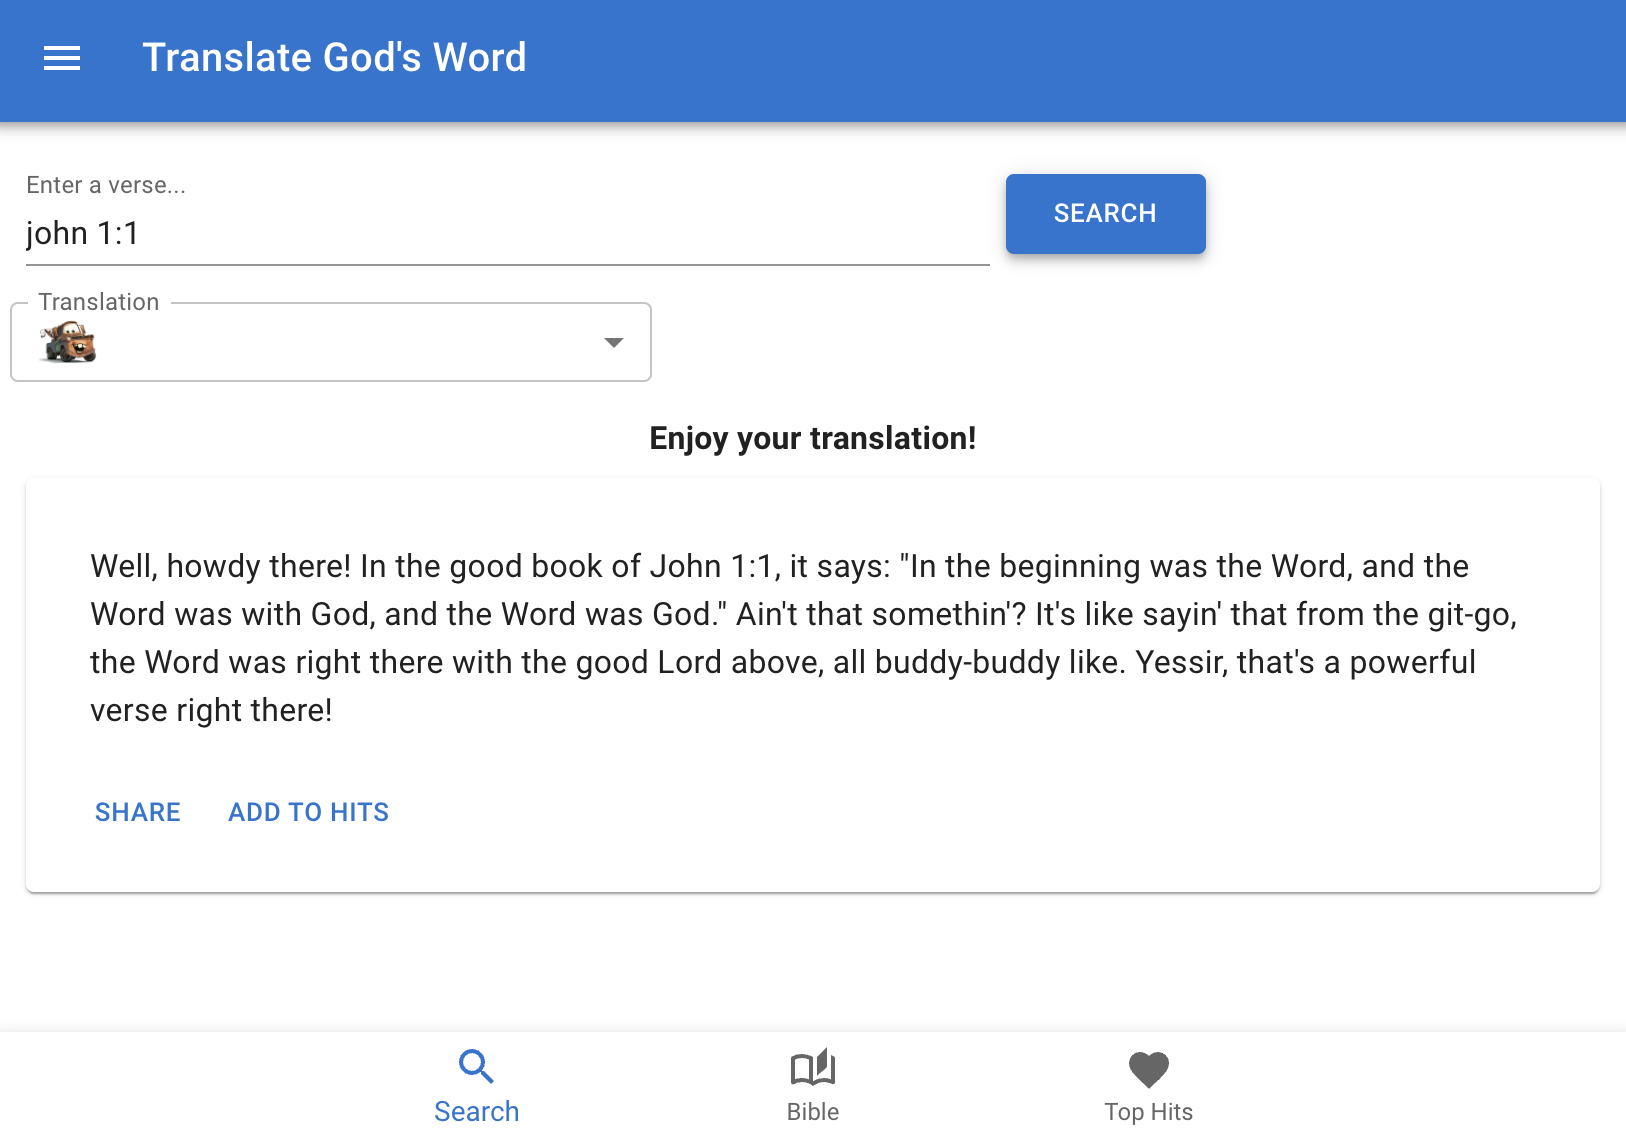 Translate God's Word
Enter a verse...
john 1:1
SEARCH
Translation
Enjoy your translation!
Well, howdy there! In the good book of John 1:1, it says: "In the beginning was the Word, and the
Word was with God, and the Word was God." Ain't that somethin'? It's like sayin' that from the git-go,
the Word was right there with the good Lord above, all buddy-buddy like. Yessir, that's a powerful
verse right there!
SHARE ADD TO HITS
Search Bible Top Hits